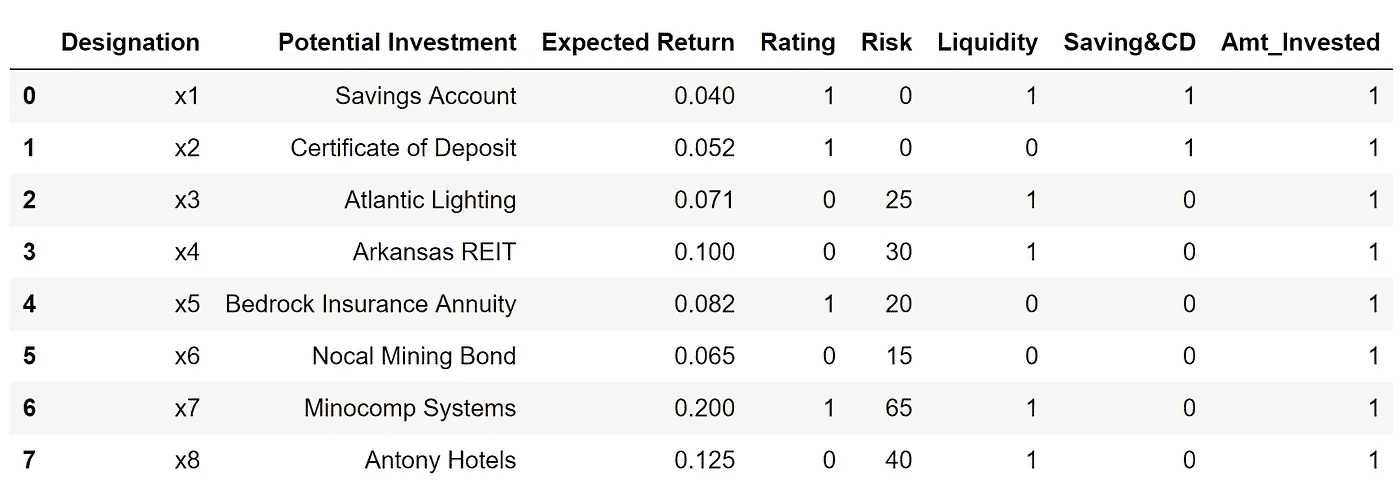 Designation Potential Investment Expected Return Rating Risk Liquidity Saving&CD Amt_Invested
0 x1 Savings Account 0.040 1 0 1 1 1
1 x2 Certificate of Deposit 0.052 1 0 0 1 1
2 x3 Atlantic Lighting 0.071 0 25 1 0 1
3 x4 Arkansas REIT 0.100 0 30 1 0 1
4 x5 Bedrock Insurance Annuity 0.082 1 20 0 0 1
5 x6 Nocal Mining Bond 0.065 0 15 0 0 1
6 x7 Minocomp Systems 0.200 1 65 1 0 1
7 x8 Antony Hotels 0.125 0 40 1 0 1